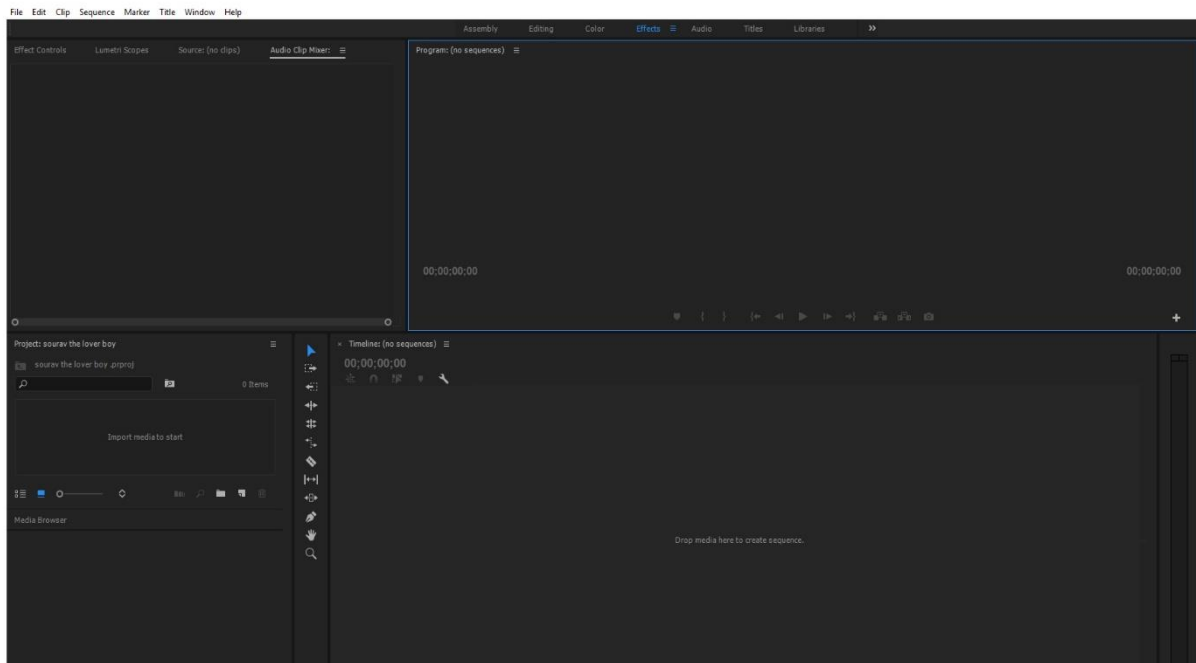 File Edit Clip Sequence Marker Title Window Help
Assembly Editing Color Effects Audio Titles Libraries
Effect Controls Lumetri Scopes Source: (no clips) Audio Clip Mixer:
Program: (no sequences)
00;00;00;00 00;00;00;00
Project: sourav the lover boy
sourav the lover boy .prproj
0 Items
Import media to start
Media Browser
Timeline: (no sequences)
00;00;00;00
Drop media here to create sequence.